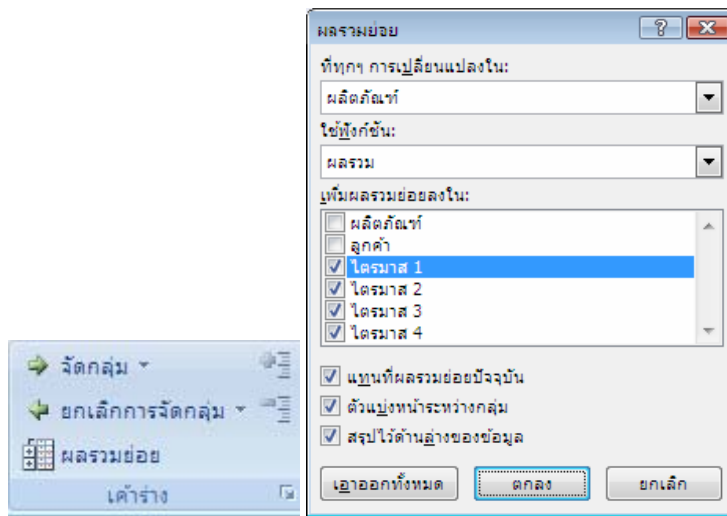 จัดกลุ่ม
ยกเลิกการจัดกลุ่ม
ผลรวมย่อย
เค้าร่าง
ผลรวมย่อย
ที่ทุกๆ การเปลี่ยนแปลงใน:
ผลิตภัณฑ์
ใช้ฟังก์ชัน:
ผลรวม
เพิ่มผลรวมย่อยลงใน:
ผลิตภัณฑ์
ลูกค้า
ไตรมาส 1
ไตรมาส 2
ไตรมาส 3
ไตรมาส 4
แทนที่ผลรวมย่อยปัจจุบัน
ตัวแบ่งหน้าระหว่างกลุ่ม
สรุปไว้ด้านล่างของข้อมูล
เอาออกทั้งหมด ตกลง ยกเลิก